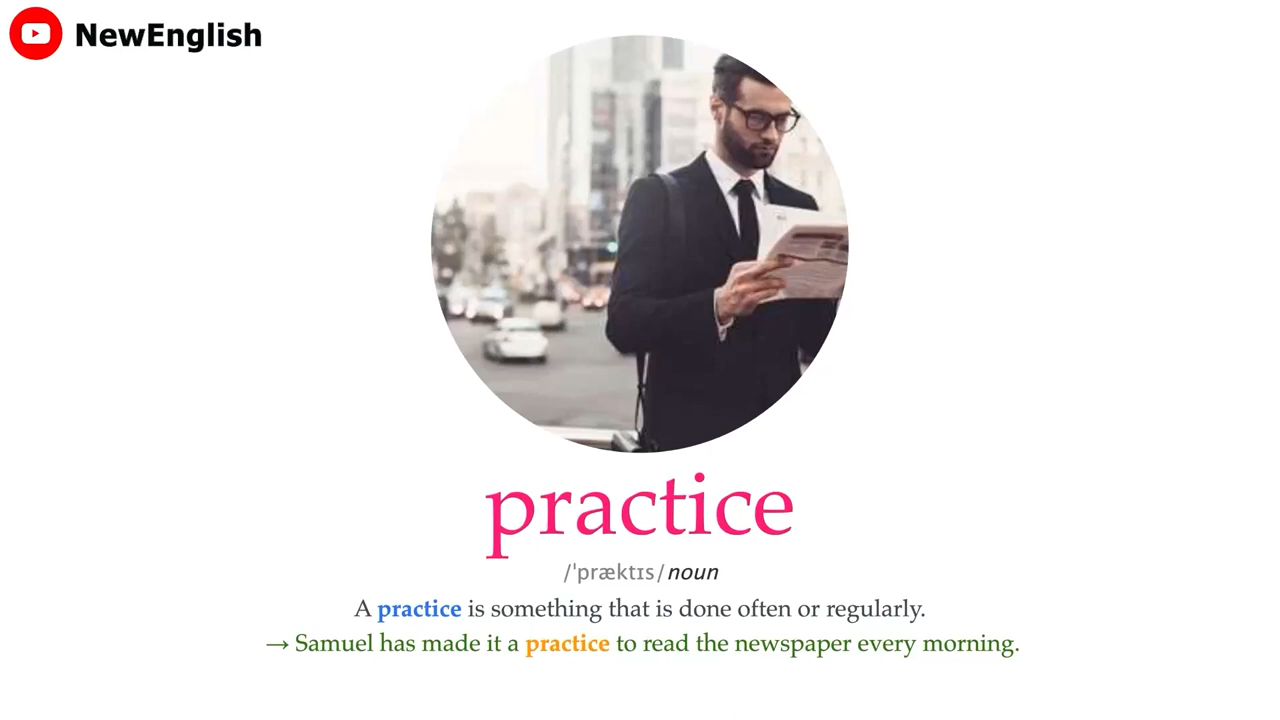 NewEnglish
practice
/ˈpræktɪs/ noun
A practice is something that is done often or regularly.
→ Samuel has made it a practice to read the newspaper every morning.